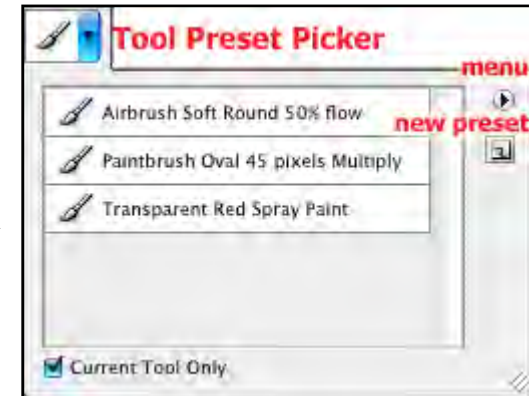 Tool Preset Picker
menu
Airbrush Soft Round 50% flow
new preset
Paintbrush Oval 45 pixels Multiply
Transparent Red Spray Paint
Current Tool Only